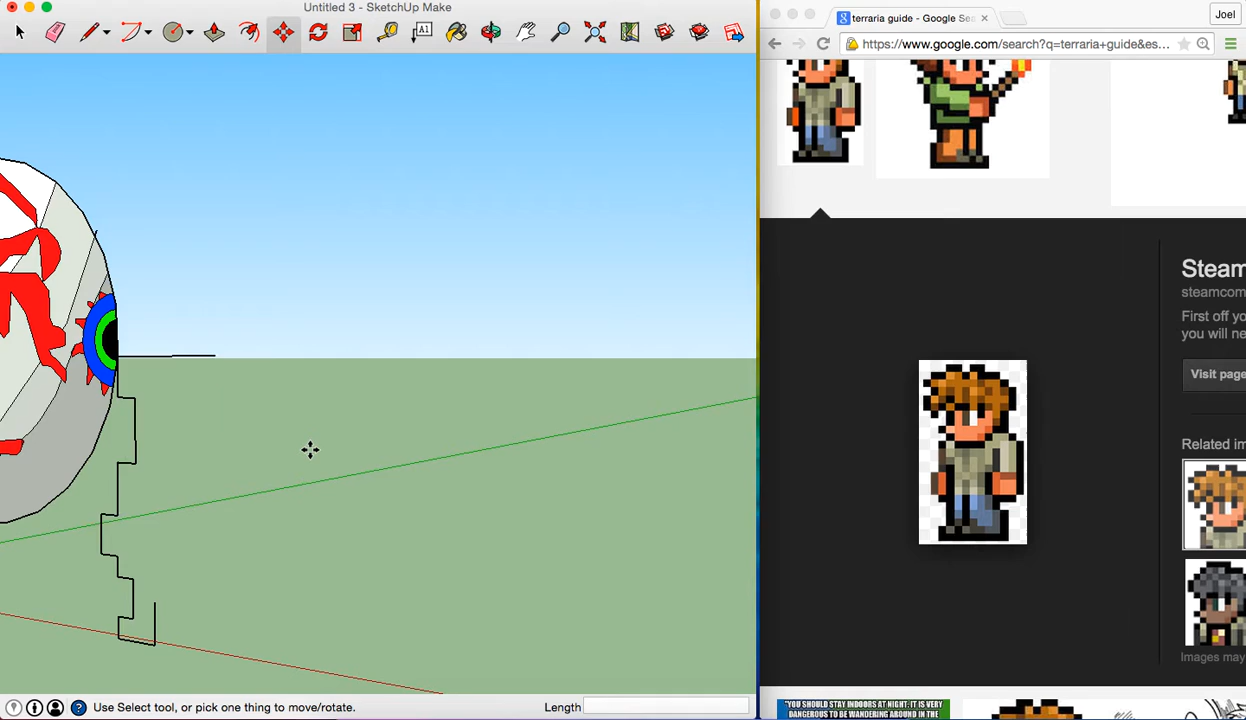 Untitled 3 - SketchUp Make
A1
Use Select tool, or pick one thing to move/rotate.
Length
terraria guide - Google Sea
Joel
https://www.google.com/search?q=terraria+guide&es...
Steam
steamcom
First off yo
you will ne
Visit page
Related im
Images may
"YOU SHOULD STAY INDOORS AT NIGHT. IT IS VERY
DANGEROUS TO BE WANDERING AROUND IN THE